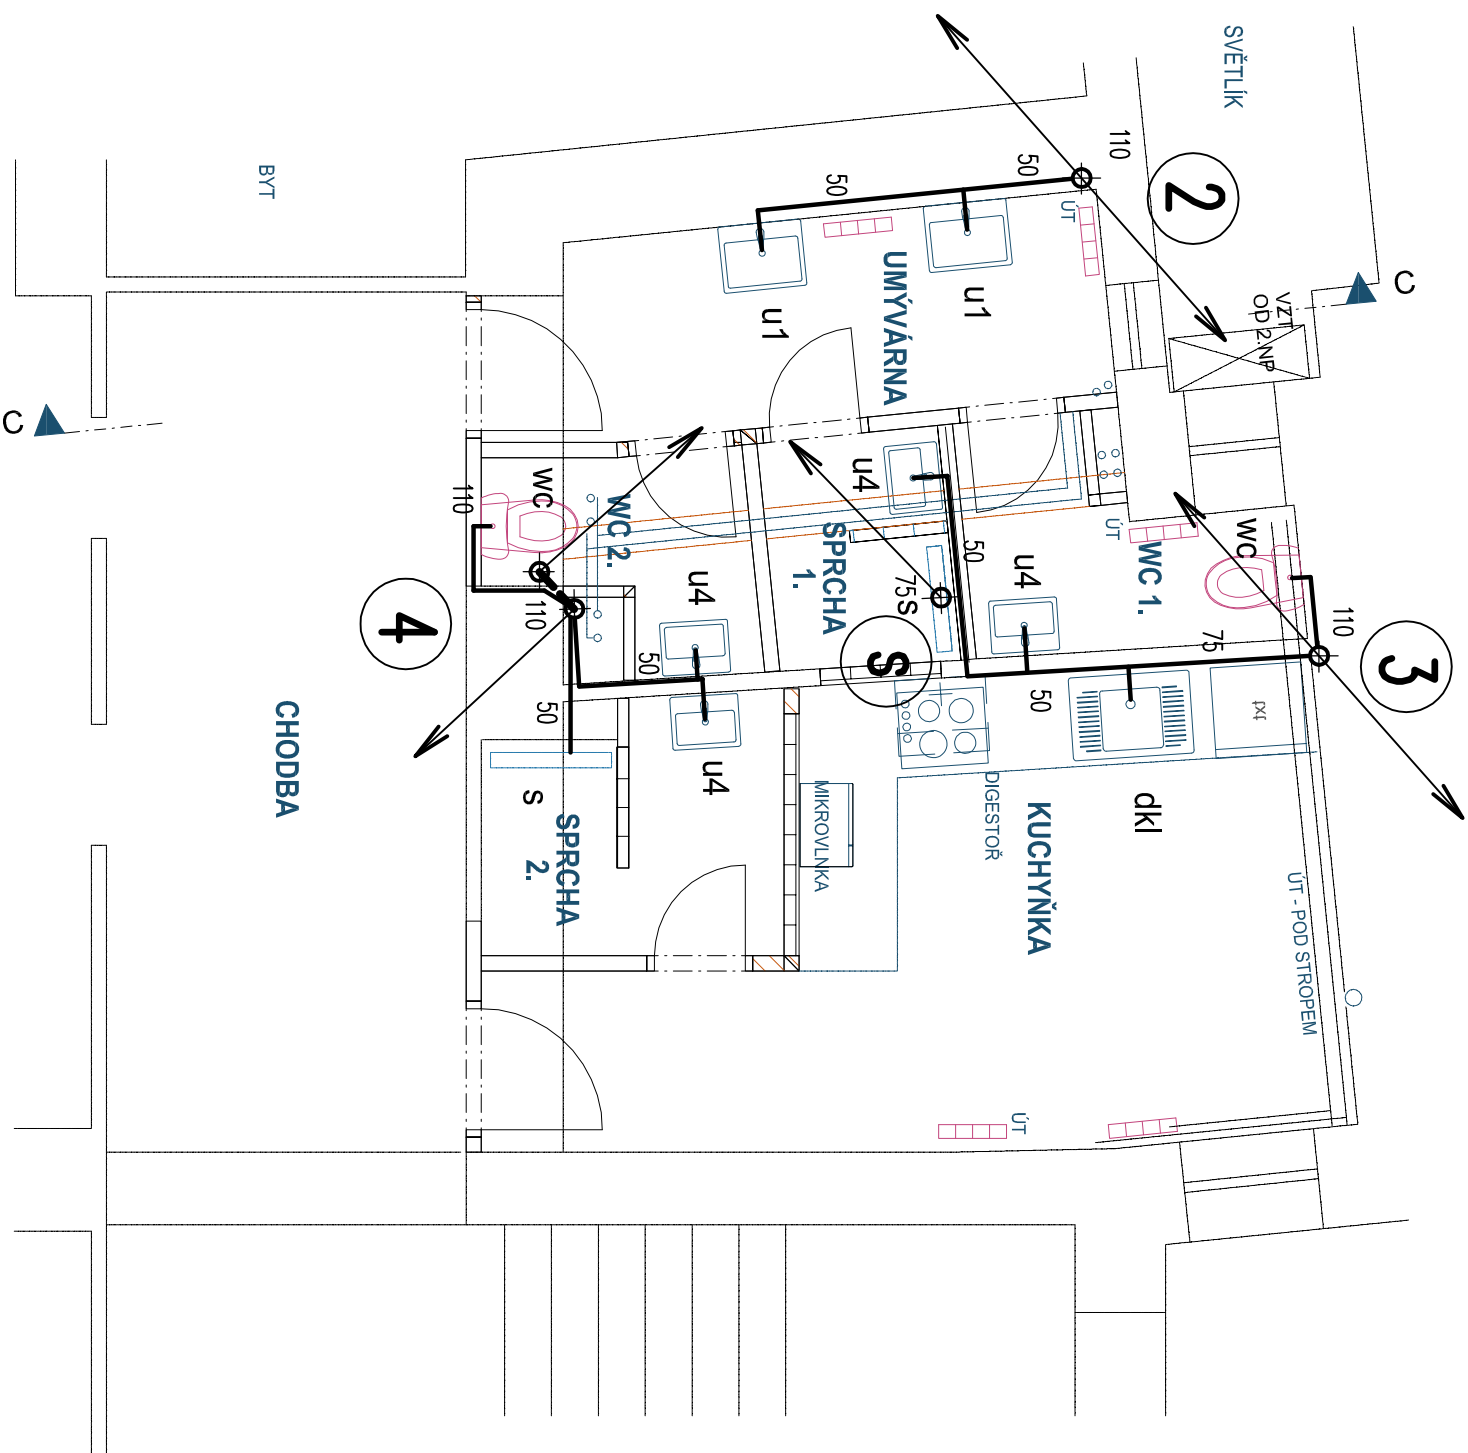 SVĚTLÍK
110
2
50
50
ÚT
BYT
C
VZT
OD 2.NP
UMÝVÁRNA
u1
u1
C
u4
WC
110
WC 2.
SPRCHA
1.
50
75
s
u4
ÚT
WC 1.
WC
110
75
3
4
110
u4
50
S
50
50
u4
s
SPRCHA
2.
CHODBA
MIKROVLNKA
DIGESTOŘ
KUCHYŇKA
dkl
ÚT - POD STROPEM
ÚT